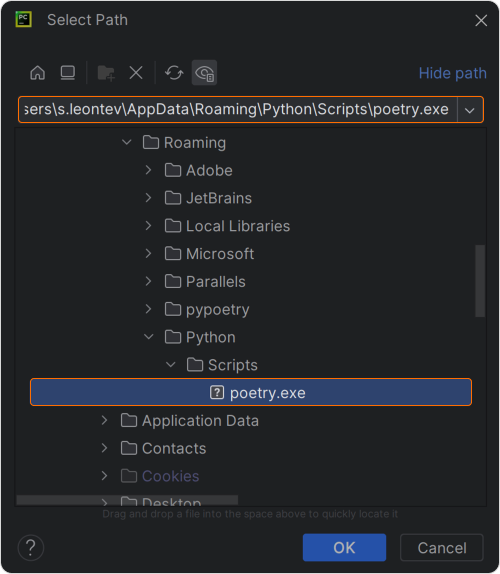 PC
Select Path
Hide path
sers\s.leontev\AppData\Roaming\Python\Scripts\poetry.exe
Roaming
Adobe
JetBrains
Local Libraries
Microsoft
Parallels
pypoetry
Python
Scripts
? poetry.exe
Application Data
Contacts
Cookies
Desktop
Drag and drop a file into the space above to quickly locate it
?
OK
Cancel